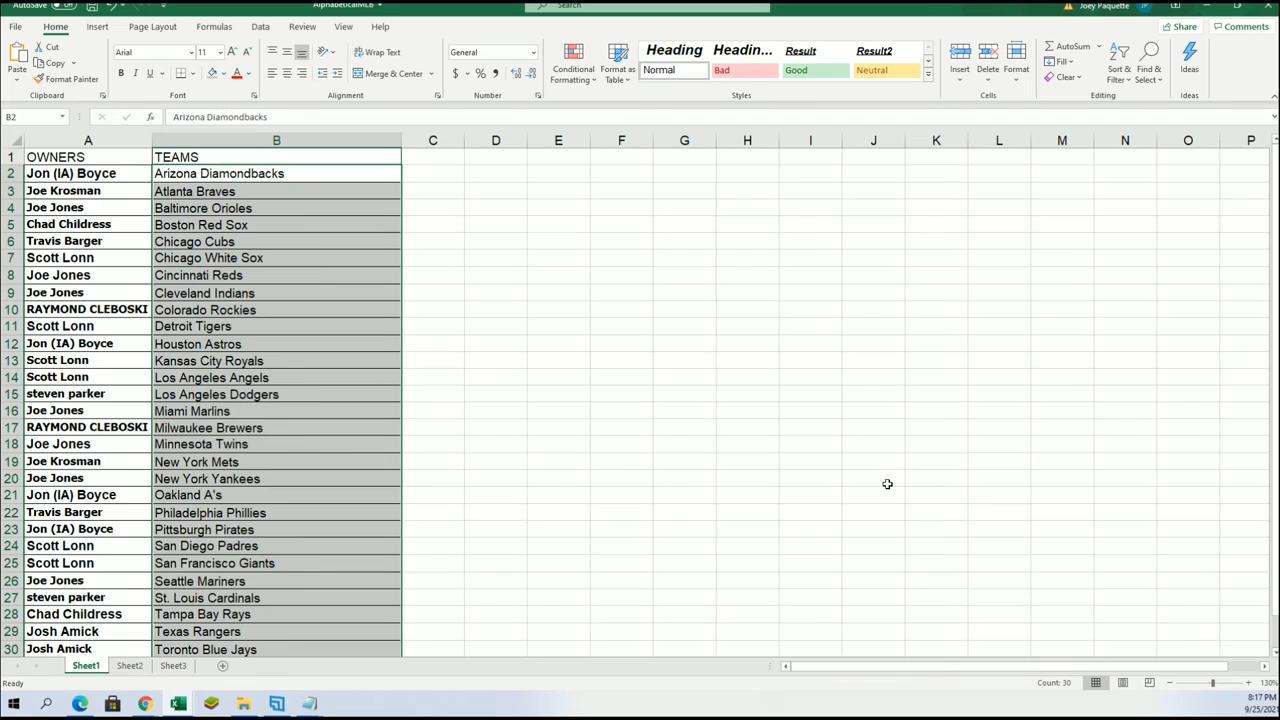 AutoSave Off AlphabeticalMLB Search Joey Paquette JP
File Home Insert Page Layout Formulas Data Review View Help Share Comments
Cut Arial 11 A A Wrap Text General Heading Headin... Result Result2 AutoSum
Paste Copy Conditional Format as Normal Bad Good Neutral Insert Delete Format Fill Sort & Find & Ideas
Format Painter B I U A Merge & Center $ % Formatting Table Clear Filter Select
Clipboard Font Alignment Number Styles Cells Editing Ideas
B2 fx Arizona Diamondbacks
A B C D E F G H I J K L M N O P
1 OWNERS TEAMS
2 Jon (IA) Boyce Arizona Diamondbacks
3 Joe Krosman Atlanta Braves
4 Joe Jones Baltimore Orioles
5 Chad Childress Boston Red Sox
6 Travis Barger Chicago Cubs
7 Scott Lonn Chicago White Sox
8 Joe Jones Cincinnati Reds
9 Joe Jones Cleveland Indians
10 RAYMOND CLEBOSKI Colorado Rockies
11 Scott Lonn Detroit Tigers
12 Jon (IA) Boyce Houston Astros
13 Scott Lonn Kansas City Royals
14 Scott Lonn Los Angeles Angels
15 steven parker Los Angeles Dodgers
16 Joe Jones Miami Marlins
17 RAYMOND CLEBOSKI Milwaukee Brewers
18 Joe Jones Minnesota Twins
19 Joe Krosman New York Mets
20 Joe Jones New York Yankees
21 Jon (IA) Boyce Oakland A's
22 Travis Barger Philadelphia Phillies
23 Jon (IA) Boyce Pittsburgh Pirates
24 Scott Lonn San Diego Padres
25 Scott Lonn San Francisco Giants
26 Joe Jones Seattle Mariners
27 steven parker St. Louis Cardinals
28 Chad Childress Tampa Bay Rays
29 Josh Amick Texas Rangers
30 Josh Amick Toronto Blue Jays
Sheet1 Sheet2 Sheet3
Ready Count: 30 130%
8:17 PM